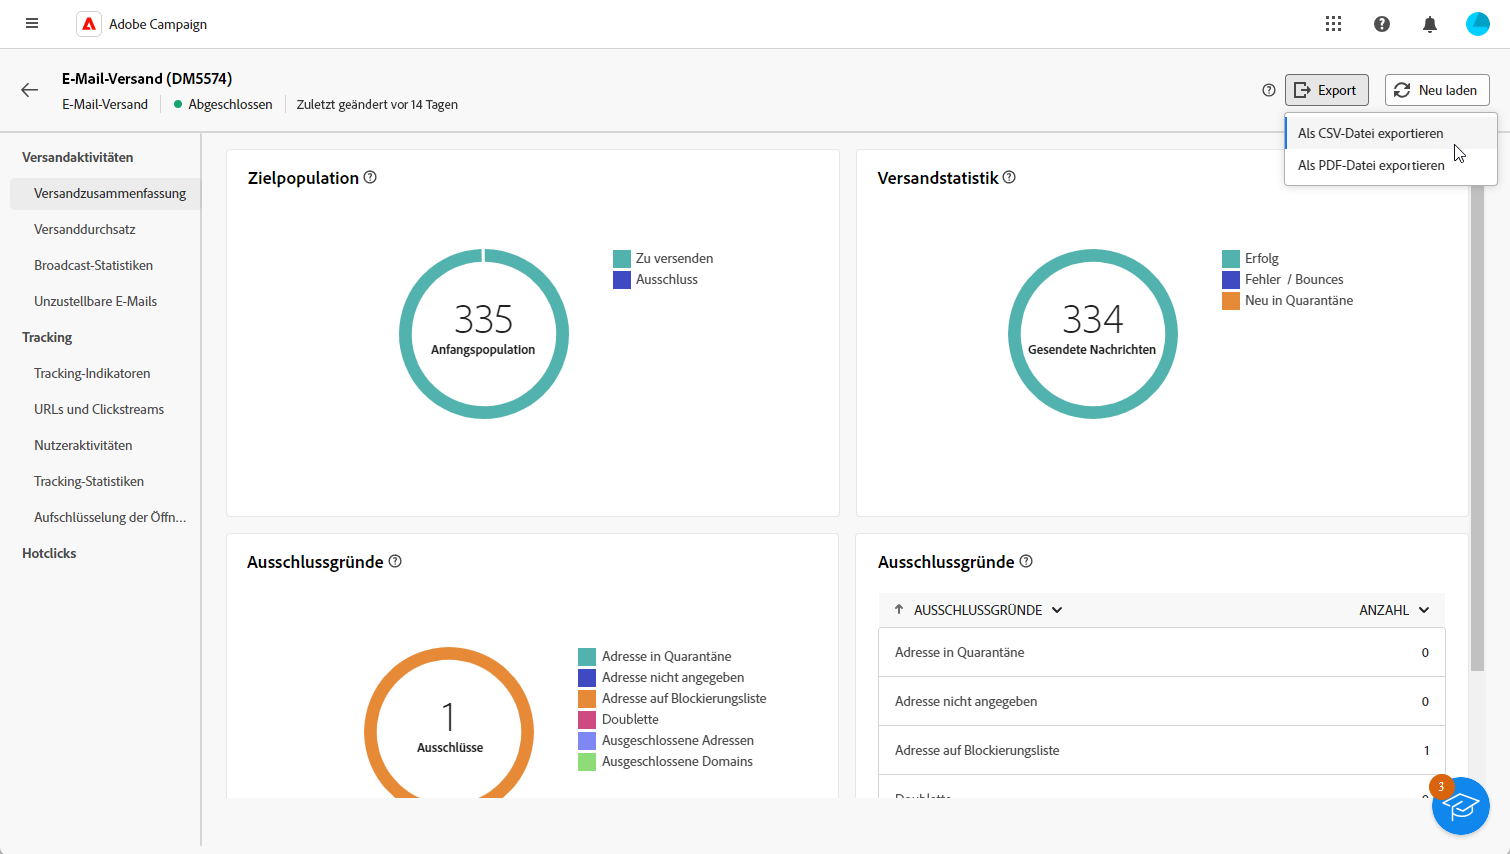 Adobe Campaign
E-Mail-Versand (DM5574)
E-Mail-Versand
Abgeschlossen
Zuletzt geändert vor 14 Tagen
Export
Neu laden
Als CSV-Datei exportieren
Als PDF-Datei exportieren
Versandaktivitäten
Versandzusammenfassung
Versanddurchsatz
Broadcast-Statistiken
Unzustellbare E-Mails
Tracking
Tracking-Indikatoren
URLs und Clickstreams
Nutzeraktivitäten
Tracking-Statistiken
Aufschlüsselung der Öffn...
Hotclicks
Zielpopulation
335
Anfangspopulation
Zu versenden
Ausschluss
Versandstatistik
334
Gesendete Nachrichten
Erfolg
Fehler / Bounces
Neu in Quarantäne
Ausschlussgründe
1
Ausschlüsse
Adresse in Quarantäne
Adresse nicht angegeben
Adresse auf Blockierungsliste
Doublette
Ausgeschlossene Adressen
Ausgeschlossene Domains
Ausschlussgründe
AUSSCHLUSSGRÜNDE ANZAHL
Adresse in Quarantäne 0
Adresse nicht angegeben 0
Adresse auf Blockierungsliste 1
Doublette
3